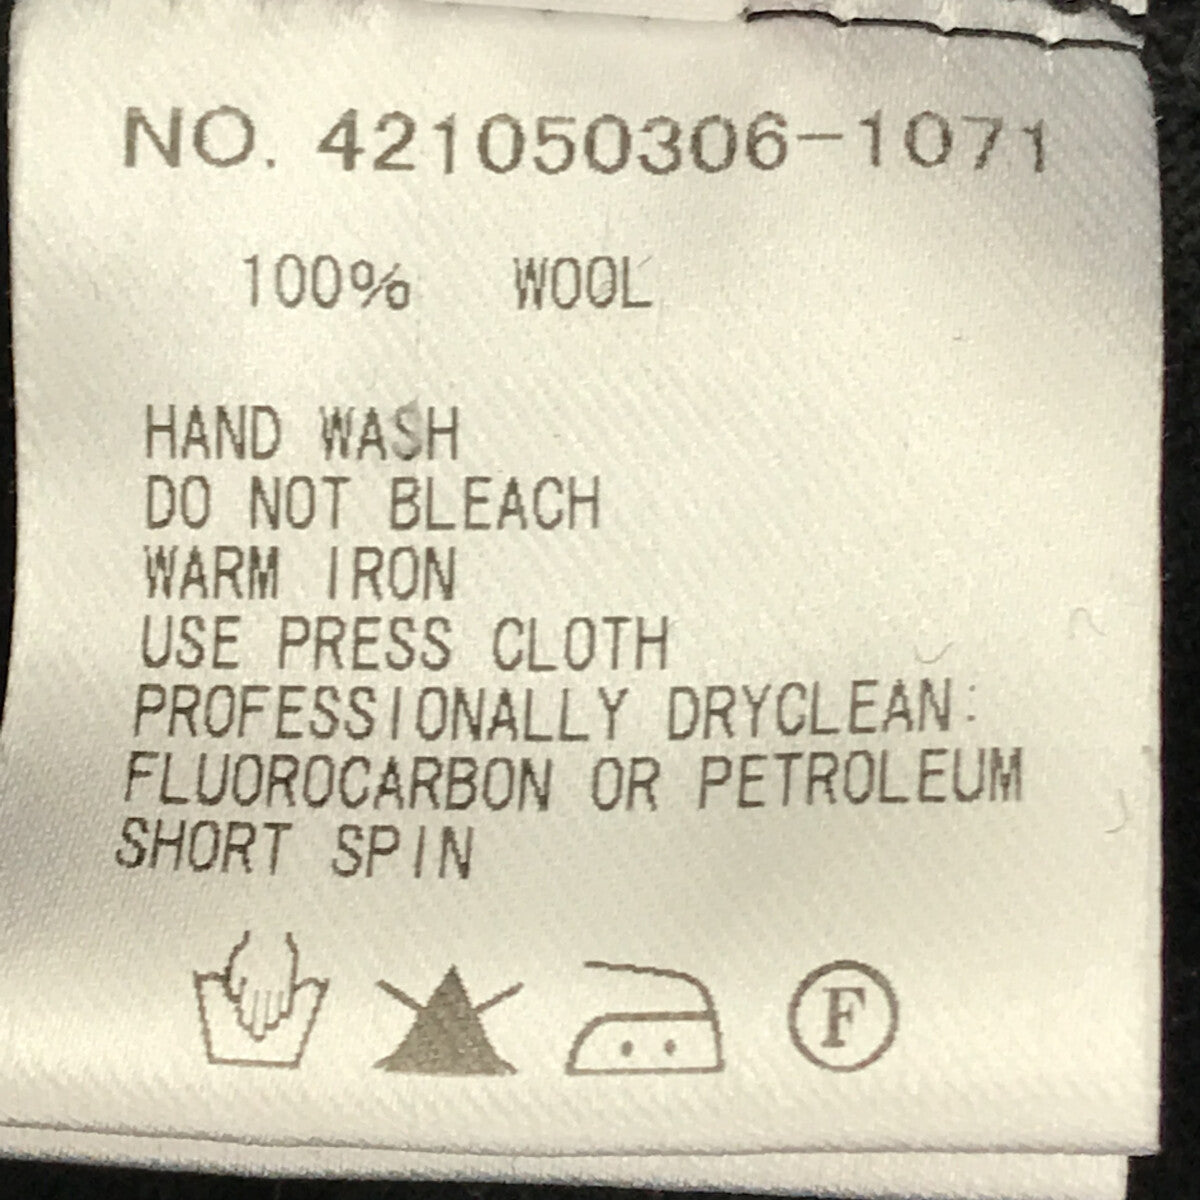 NO. 421050306-1071
100% WOOL
HAND WASH
DO NOT BLEACH
WARM IRON
USE PRESS CLOTH
PROFESSIONALLY DRYCLEAN:
FLUOROCARBON OR PETROLEUM
SHORT SPIN
F